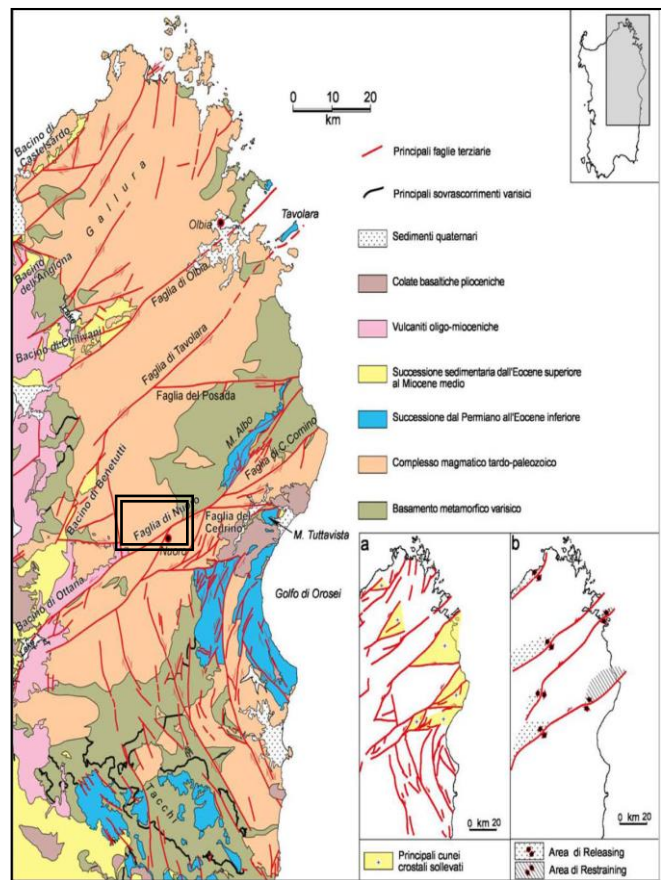 Bacino di
Castelsardo
Gallura
Olbia
Tavolara
Bacino
dell'Anglona
Faglia di Olbia
Bacino di Chilivani
Faglia di Tavolara
Faglia del Posada
M. Albo
Faglia di C.Comino
Bacino di Benetutti
Faglia di Nuoro
Faglia del
Cedrino
M. Tuttavista
Nuoro
Bacino di Ottana
Golfo di Orosei
0 10 20
km
Principali faglie terziarie
Principali sovrascorrimenti varisici
Sedimenti quaternari
Colate basaltiche plioceniche
Vulcaniti oligo-mioceniche
Successione sedimentaria dall'Eocene superiore
al Miocene medio
Successione dal Permiano all'Eocene inferiore
Complesso magmatico tardo-paleozoico
Basamento metamorfico varisico
a
0 km 20
Principali cunei
crostali sollevati
b
0 km 20
Area di Releasing
Area di Restraining